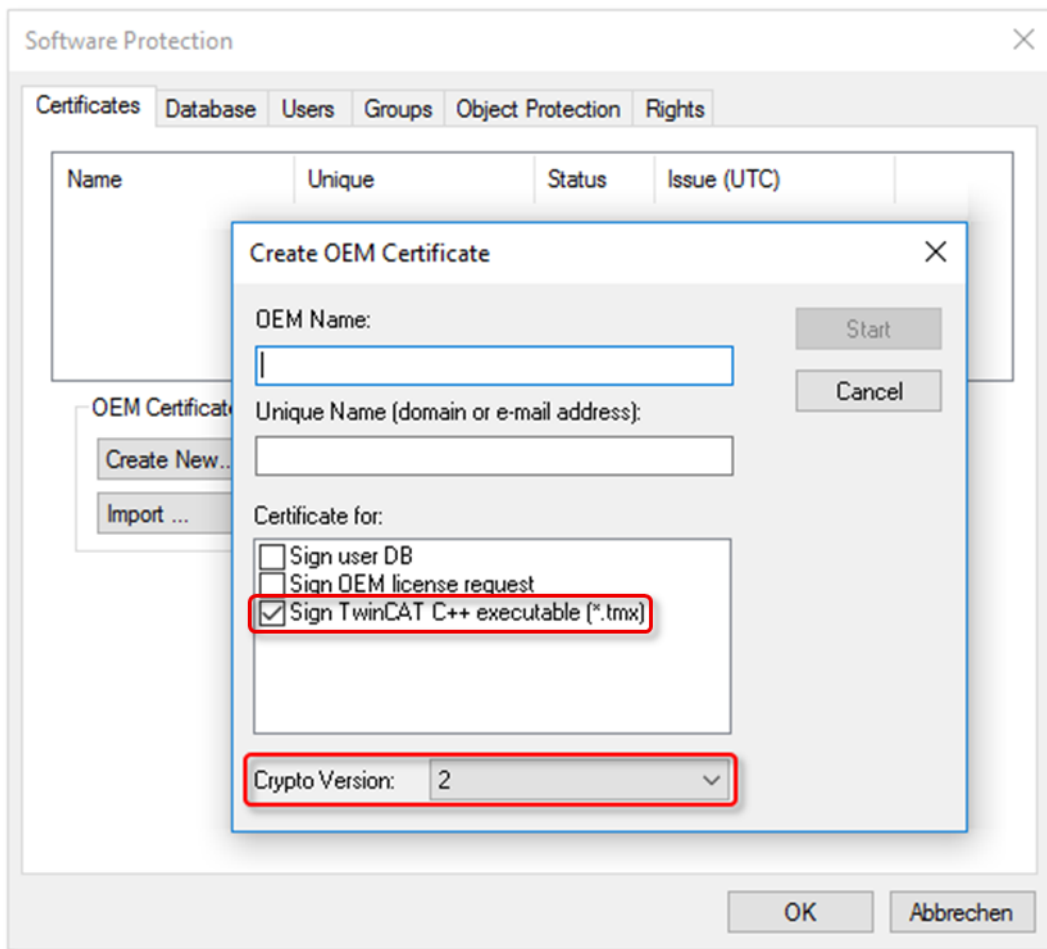 Software Protection
Certificates Database Users Groups Object Protection Rights
Name Unique Status Issue (UTC)
Create OEM Certificate
OEM Name:
Start
Cancel
Unique Name (domain or e-mail address):
OEM Certificate
Create New...
Import ...
Certificate for:
Sign user DB
Sign OEM license request
Sign TwinCAT C++ executable (*.tmx)
Crypto Version: 2
OK Abbrechen